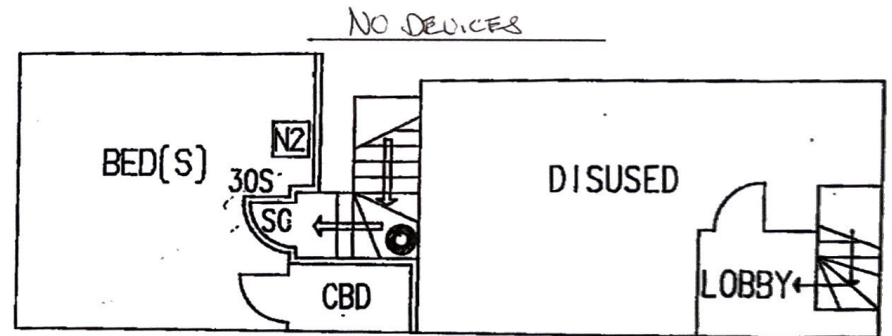 NO DEVICES
N2
BED(S)
DISUSED
30S
SC
LOBBY
CBD